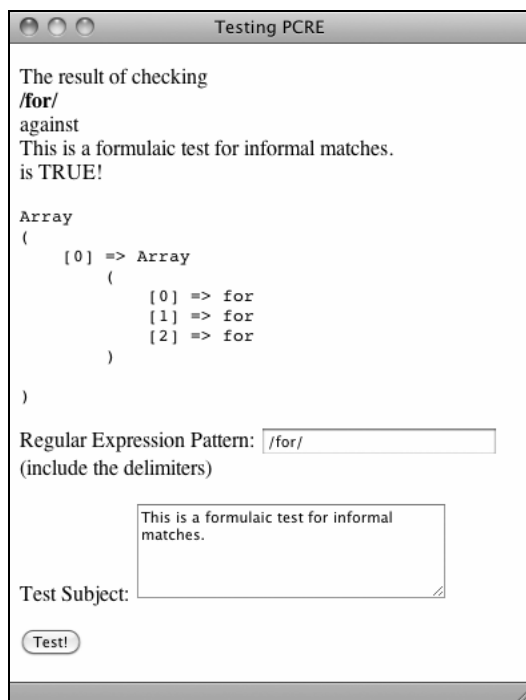 Testing PCRE
The result of checking
/for/
against
This is a formulaic test for informal matches.
is TRUE!
Array
(
    [0] => Array
        (
            [0] => for
            [1] => for
            [2] => for
        )
)
Regular Expression Pattern: /for/
(include the delimiters)
This is a formulaic test for informal
matches.
Test Subject:
Test!